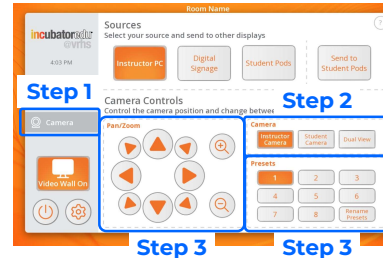 Room Name
incubatoredu
@vrhs
4:03 PM
Sources
Select your source and send to other displays
Instructor PC
Digital
Signage
Student Pods
Send to
Student Pods
Step 1
Camera
Video Wall On
Camera Controls
Control the camera position and change betwee
Step 2
Pan/Zoom
Camera
Instructor
Camera
Student
Camera
Dual View
Presets
1
2
3
4
5
6
7
8
Rename
Presets
Step 3
Step 3